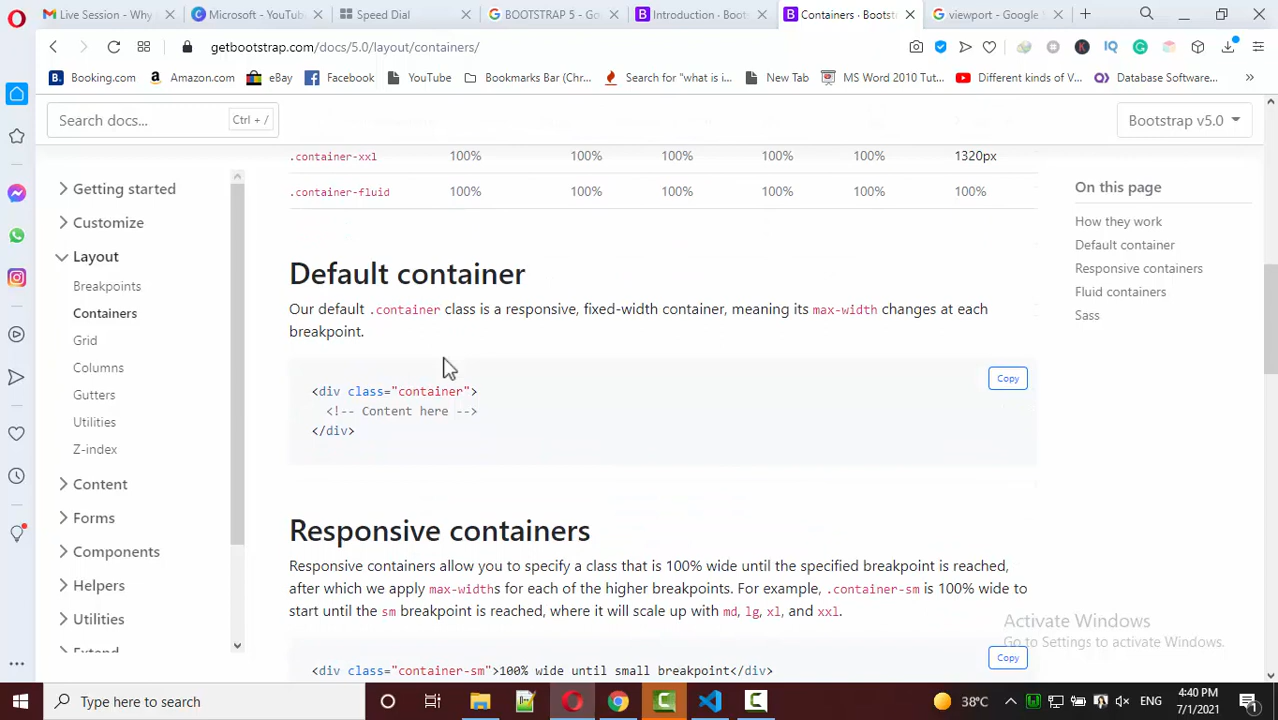 Live Session - Why
Microsoft - YouTub
Speed Dial
BOOTSTRAP 5 - Go
Introduction · Boots
Containers · Bootst
viewport - Google
getbootstrap.com/docs/5.0/layout/containers/
Booking.com
Amazon.com
eBay
Facebook
YouTube
Bookmarks Bar (Chr...
Search for "what is i...
New Tab
MS Word 2010 Tut...
Different kinds of V...
Database Software...
Search docs...
Ctrl + /
Bootstrap v5.0
Getting started
Customize
Layout
Breakpoints
Containers
Grid
Columns
Gutters
Utilities
Z-index
Content
Forms
Components
Helpers
Utilities
Extend
.container-xxl 100% 100% 100% 100% 100% 1320px
.container-fluid 100% 100% 100% 100% 100% 100%
Default container
Our default .container class is a responsive, fixed-width container, meaning its max-width changes at each
breakpoint.
Copy
<div class="container">
<!-- Content here -->
</div>
Responsive containers
Responsive containers allow you to specify a class that is 100% wide until the specified breakpoint is reached,
after which we apply max-widths for each of the higher breakpoints. For example, .container-sm is 100% wide to
start until the sm breakpoint is reached, where it will scale up with md, lg, xl, and xxl.
Copy
<div class="container-sm">100% wide until small breakpoint</div>
On this page
How they work
Default container
Responsive containers
Fluid containers
Sass
Activate Windows
Go to Settings to activate Windows.
Type here to search
38°C
ENG
4:40 PM
7/1/2021